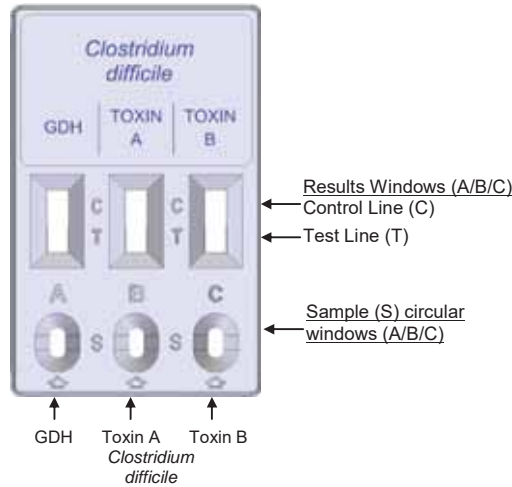 Clostridium
difficile
GDH
TOXIN
A
TOXIN
B
C
C
T
T
Results Windows (A/B/C)
Control Line (C)
Test Line (T)
A
B
C
S
S
Sample (S) circular
windows (A/B/C)
GDH
Toxin A
Toxin B
Clostridium
difficile